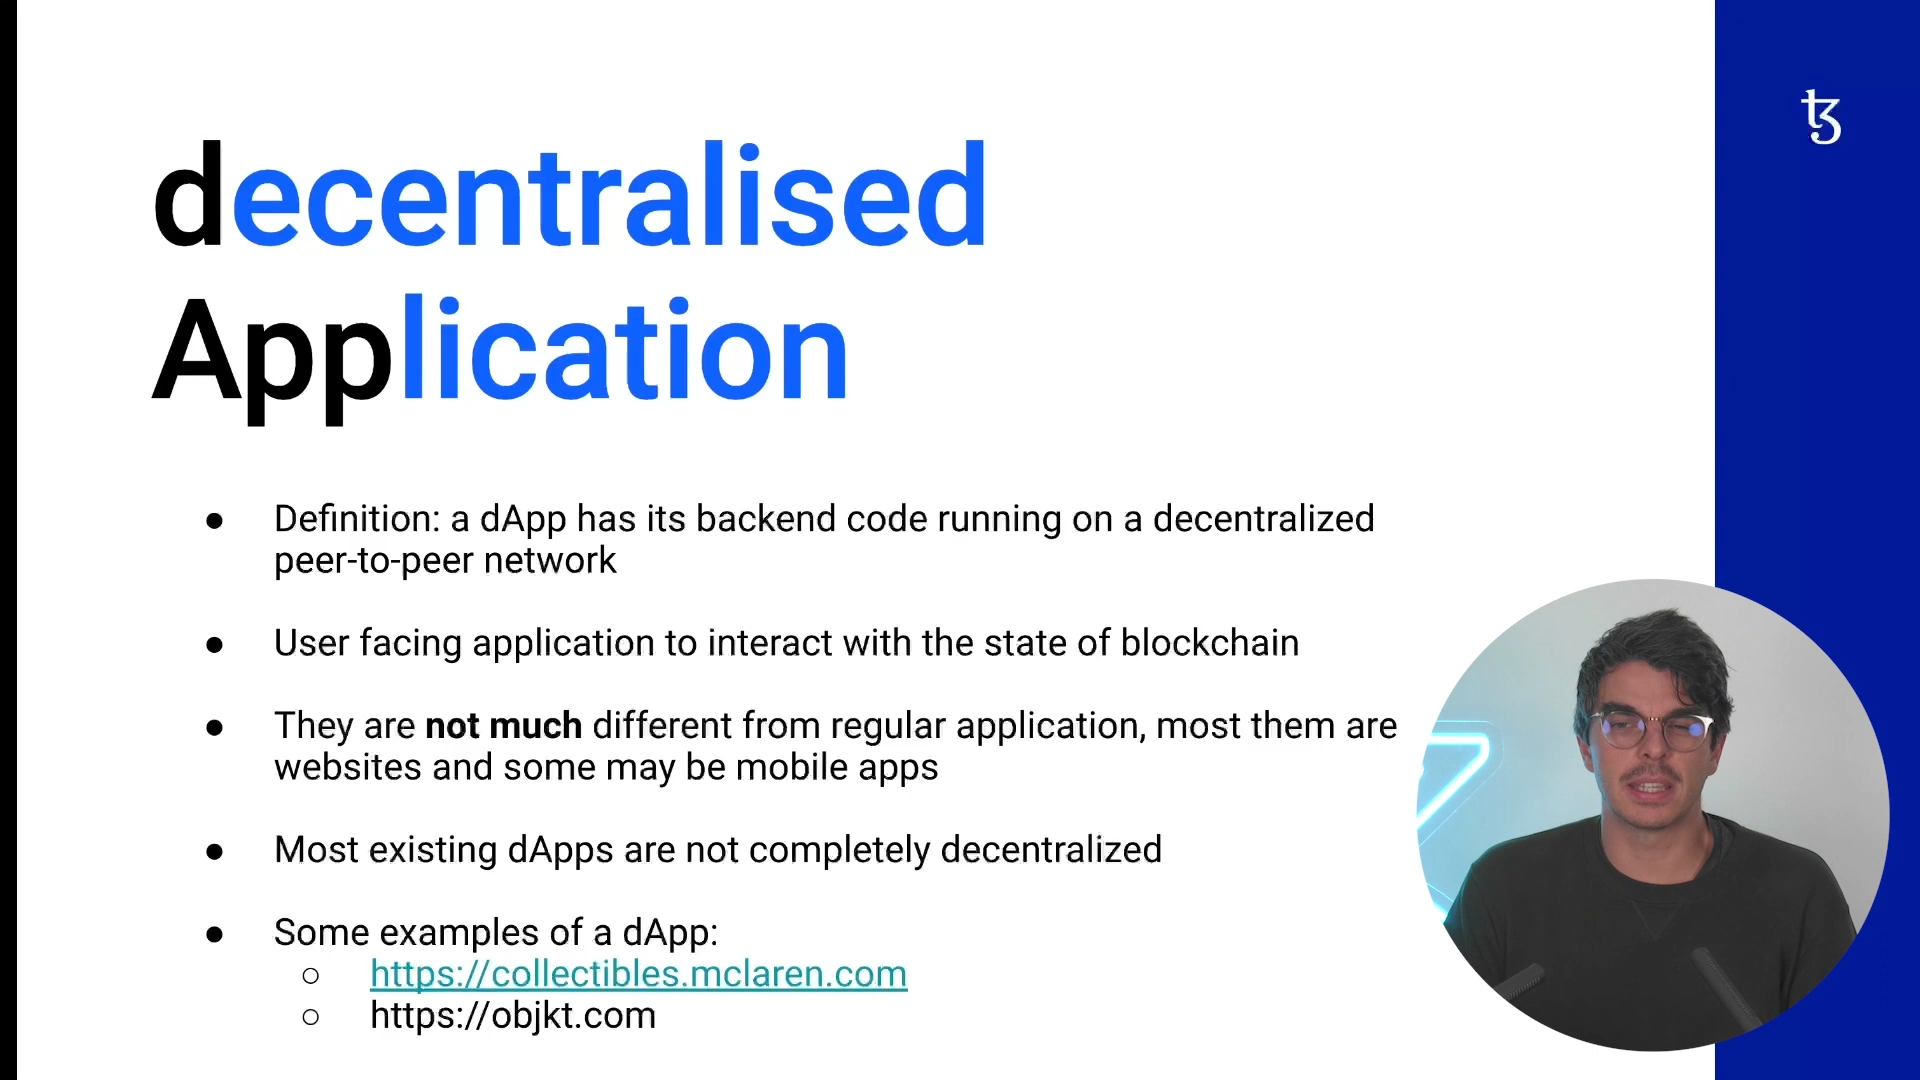 decentralised
Application
● Definition: a dApp has its backend code running on a decentralized
peer-to-peer network
● User facing application to interact with the state of blockchain
● They are not much different from regular application, most them are
websites and some may be mobile apps
● Most existing dApps are not completely decentralized
● Some examples of a dApp:
○ https://collectibles.mclaren.com
○ https://objkt.com